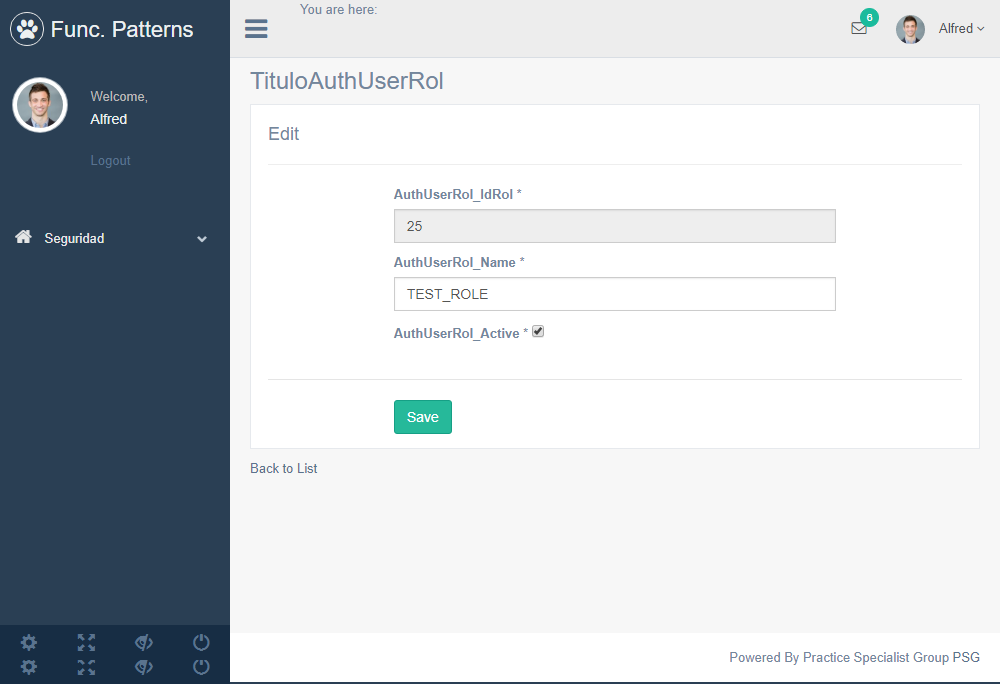 Func. Patterns
You are here:
6
Alfred
Welcome,
Alfred
Logout
Seguridad
TituloAuthUserRol
Edit
AuthUserRol_IdRol *
25
AuthUserRol_Name *
TEST_ROLE
AuthUserRol_Active *
Save
Back to List
Powered By Practice Specialist Group PSG